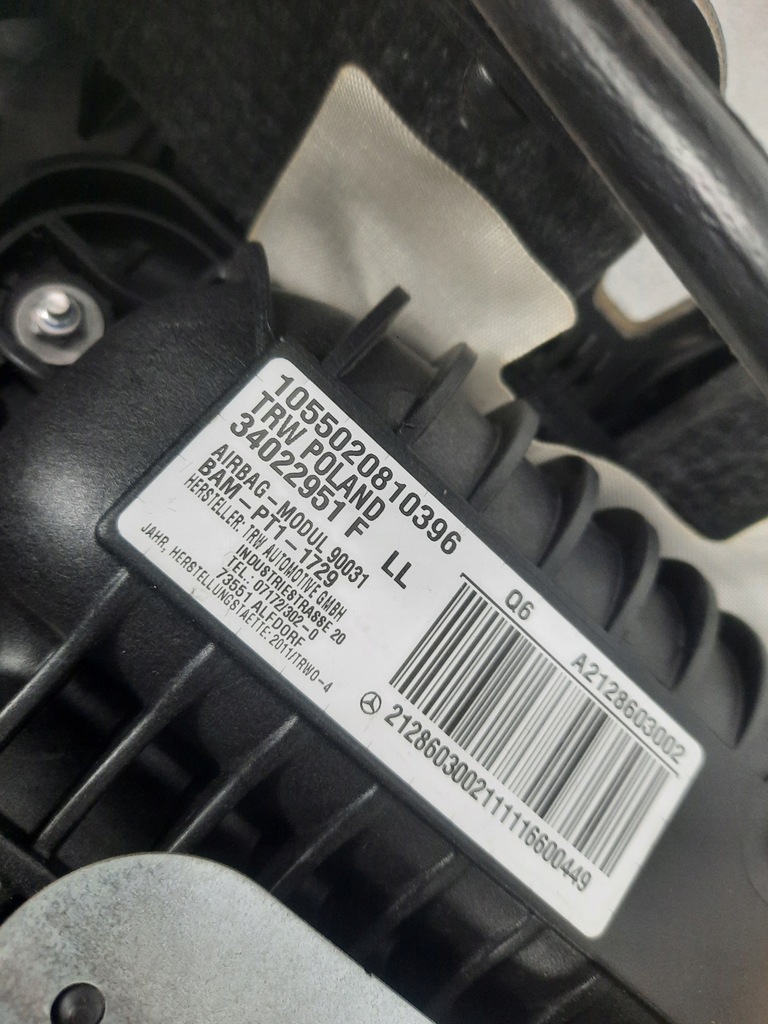 1055020810396
TRW POLAND
34022951 F LL
AIRBAG-MODUL 90031
BAM-PT1-1729
HERSTELLER: TRW AUTOMOTIVE GMBH
INDUSTRIESTRASSE 20
TEL.: 07172/302-0
73551 ALFDORF
JAHR, HERSTELLUNGSTAETTE: 2011/TRW0-4
Q6 A2128603002
2128603002111116600449